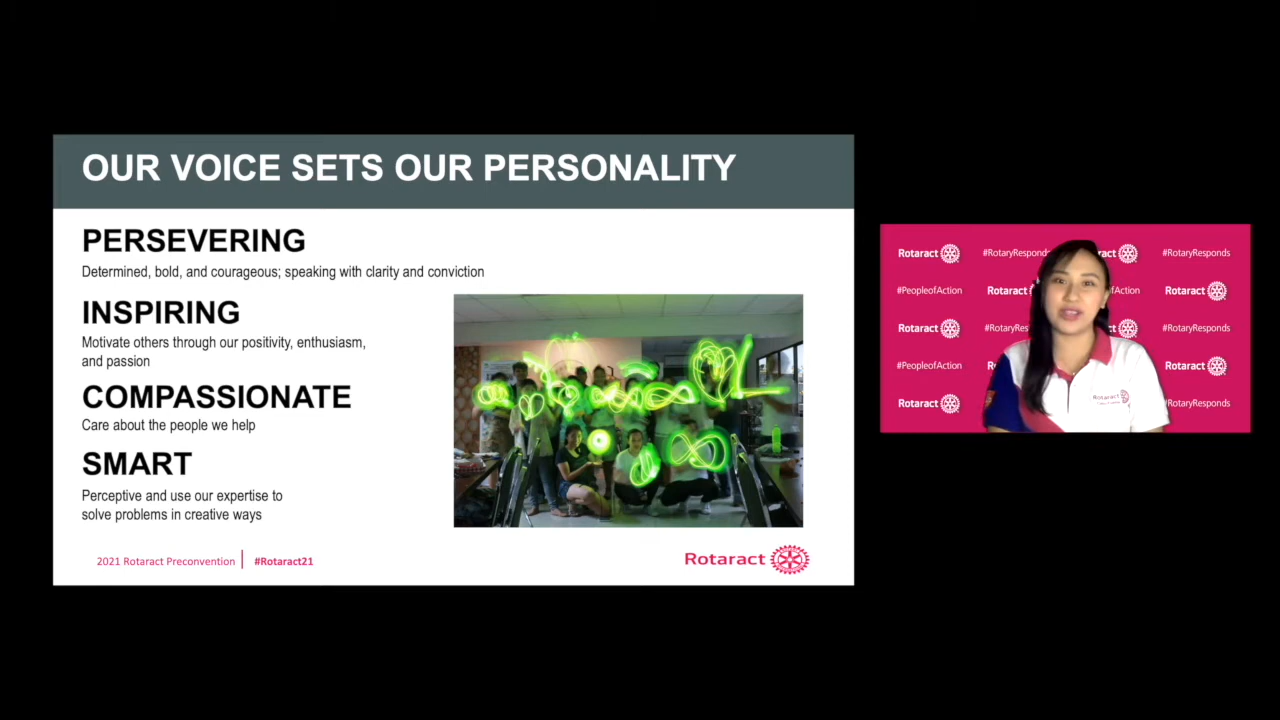 OUR VOICE SETS OUR PERSONALITY
PERSEVERING
Determined, bold, and courageous; speaking with clarity and conviction
INSPIRING
Motivate others through our positivity, enthusiasm,
and passion
COMPASSIONATE
Care about the people we help
SMART
Perceptive and use our expertise to
solve problems in creative ways
2021 Rotaract Preconvention | #Rotaract21
Rotaract
Rotaract #RotaryResponds #RotaryResponds
#PeopleofAction Rotaract Rotaract
Rotaract #RotaryResponds
#PeopleofAction Rotaract
Rotaract #RotaryResponds
Rotaract